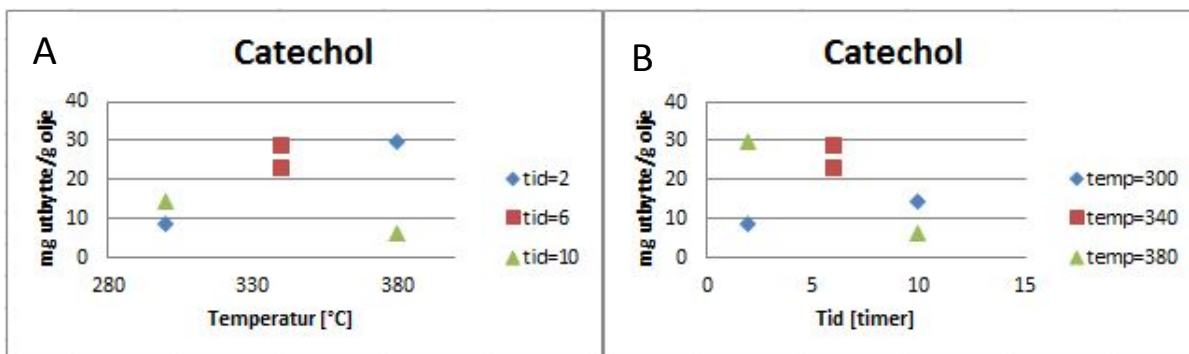 A
Catechol
mg utbytte/g olje
40
30
20
10
0
280
330
380
Temperatur [°C]
tid=2
tid=6
tid=10
B
Catechol
mg utbytte/g olje
40
30
20
10
0
0
5
10
15
Tid [timer]
temp=300
temp=340
temp=380